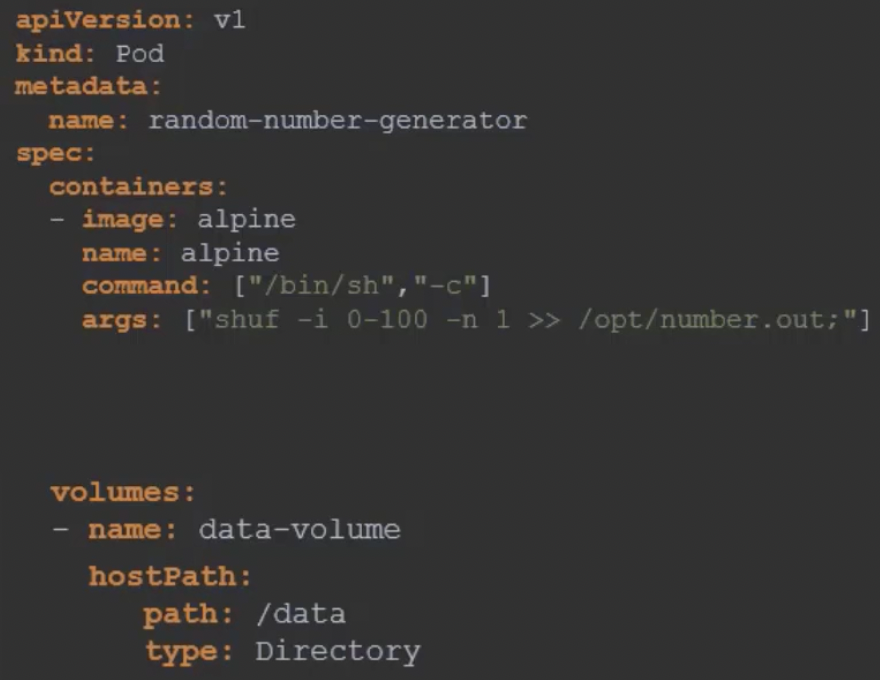 apiVersion: v1
kind: Pod
metadata:
  name: random-number-generator
spec:
  containers:
  - image: alpine
    name: alpine
    command: ["/bin/sh","-c"]
    args: ["shuf -i 0-100 -n 1 >> /opt/number.out;"]
  volumes:
  - name: data-volume
    hostPath:
       path: /data
       type: Directory